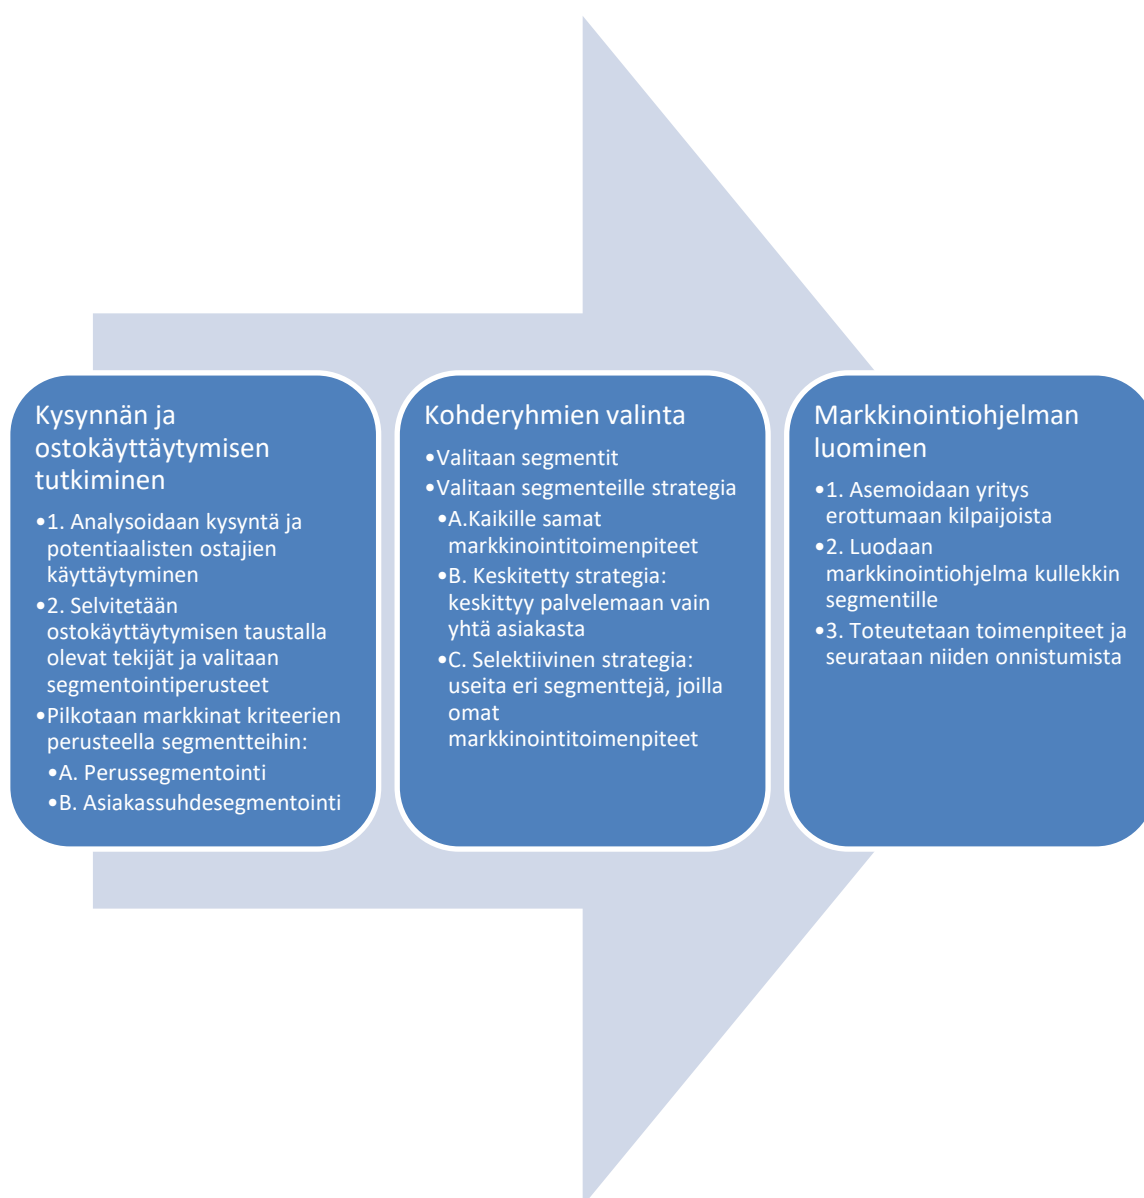 Kysynnän ja
ostokäyttäytymisen
tutkiminen
•1. Analysoidaan kysyntä ja
potentiaalisten ostajien
käyttäytyminen
•2. Selvitetään
ostokäyttäytymisen taustalla
olevat tekijät ja valitaan
segmentointiperusteet
•Pilkotaan markkinat kriteerien
perusteella segmentteihin:
•A. Perussegmentointi
•B. Asiakassuhdesegmentointi
Kohderyhmien valinta
•Valitaan segmentit
•Valitaan segmenteille strategia
•A.Kaikille samat
markkinointitoimenpiteet
•B. Keskitetty strategia:
keskittyy palvelemaan vain
yhtä asiakasta
•C. Selektiivinen strategia:
useita eri segmenttejä, joilla
omat
markkinointitoimenpiteet
Markkinointiohjelman
luominen
•1. Asemoidaan yritys
erottumaan kilpaijoista
•2. Luodaan
markkinointiohjelma kullekkin
segmentille
•3. Toteutetaan toimenpiteet ja
seurataan niiden onnistumista